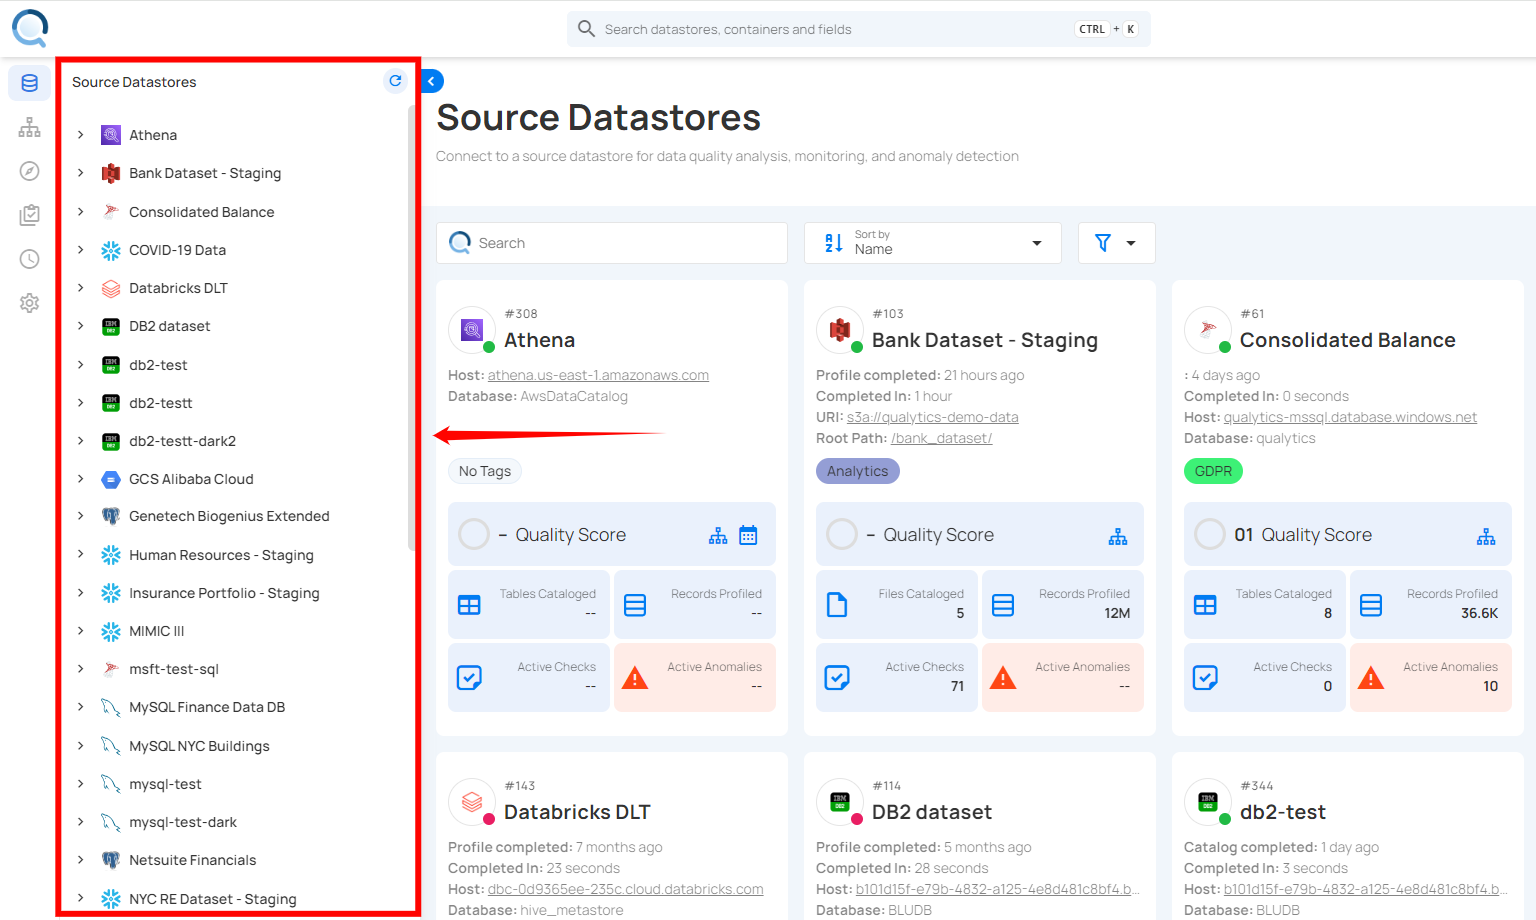 Search datastores, containers and fields
CTRL + K
Source Datastores
Athena
Bank Dataset - Staging
Consolidated Balance
COVID-19 Data
Databricks DLT
DB2 dataset
db2-test
db2-testt
db2-testt-dark2
GCS Alibaba Cloud
Genetech Biogenius Extended
Human Resources - Staging
Insurance Portfolio - Staging
MIMIC III
msft-test-sql
MySQL Finance Data DB
MySQL NYC Buildings
mysql-test
mysql-test-dark
Netsuite Financials
NYC RE Dataset - Staging
Source Datastores
Connect to a source datastore for data quality analysis, monitoring, and anomaly detection
Search
Sort by
Name
#308
Athena
Host: athena.us-east-1.amazonaws.com
Database: AwsDataCatalog
No Tags
– Quality Score
Tables Cataloged
--
Records Profiled
--
Active Checks
--
Active Anomalies
--
#103
Bank Dataset - Staging
Profile completed: 21 hours ago
Completed In: 1 hour
URI: s3a://qualytics-demo-data
Root Path: /bank_dataset/
Analytics
– Quality Score
Files Cataloged
5
Records Profiled
12M
Active Checks
71
Active Anomalies
--
#61
Consolidated Balance
: 4 days ago
Completed In: 0 seconds
Host: qualytics-mssql.database.windows.net
Database: qualytics
GDPR
01 Quality Score
Tables Cataloged
8
Records Profiled
36.6K
Active Checks
0
Active Anomalies
10
#143
Databricks DLT
Profile completed: 7 months ago
Completed In: 23 seconds
Host: dbc-0d9365ee-235c.cloud.databricks.com
Database: hive_metastore
#114
DB2 dataset
Profile completed: 5 months ago
Completed In: 28 seconds
Host: b101d15f-e79b-4832-a125-4e8d481c8bf4.b...
Database: BLUDB
#344
db2-test
Catalog completed: 1 day ago
Completed In: 3 seconds
Host: b101d15f-e79b-4832-a125-4e8d481c8bf4.b...
Database: BLUDB